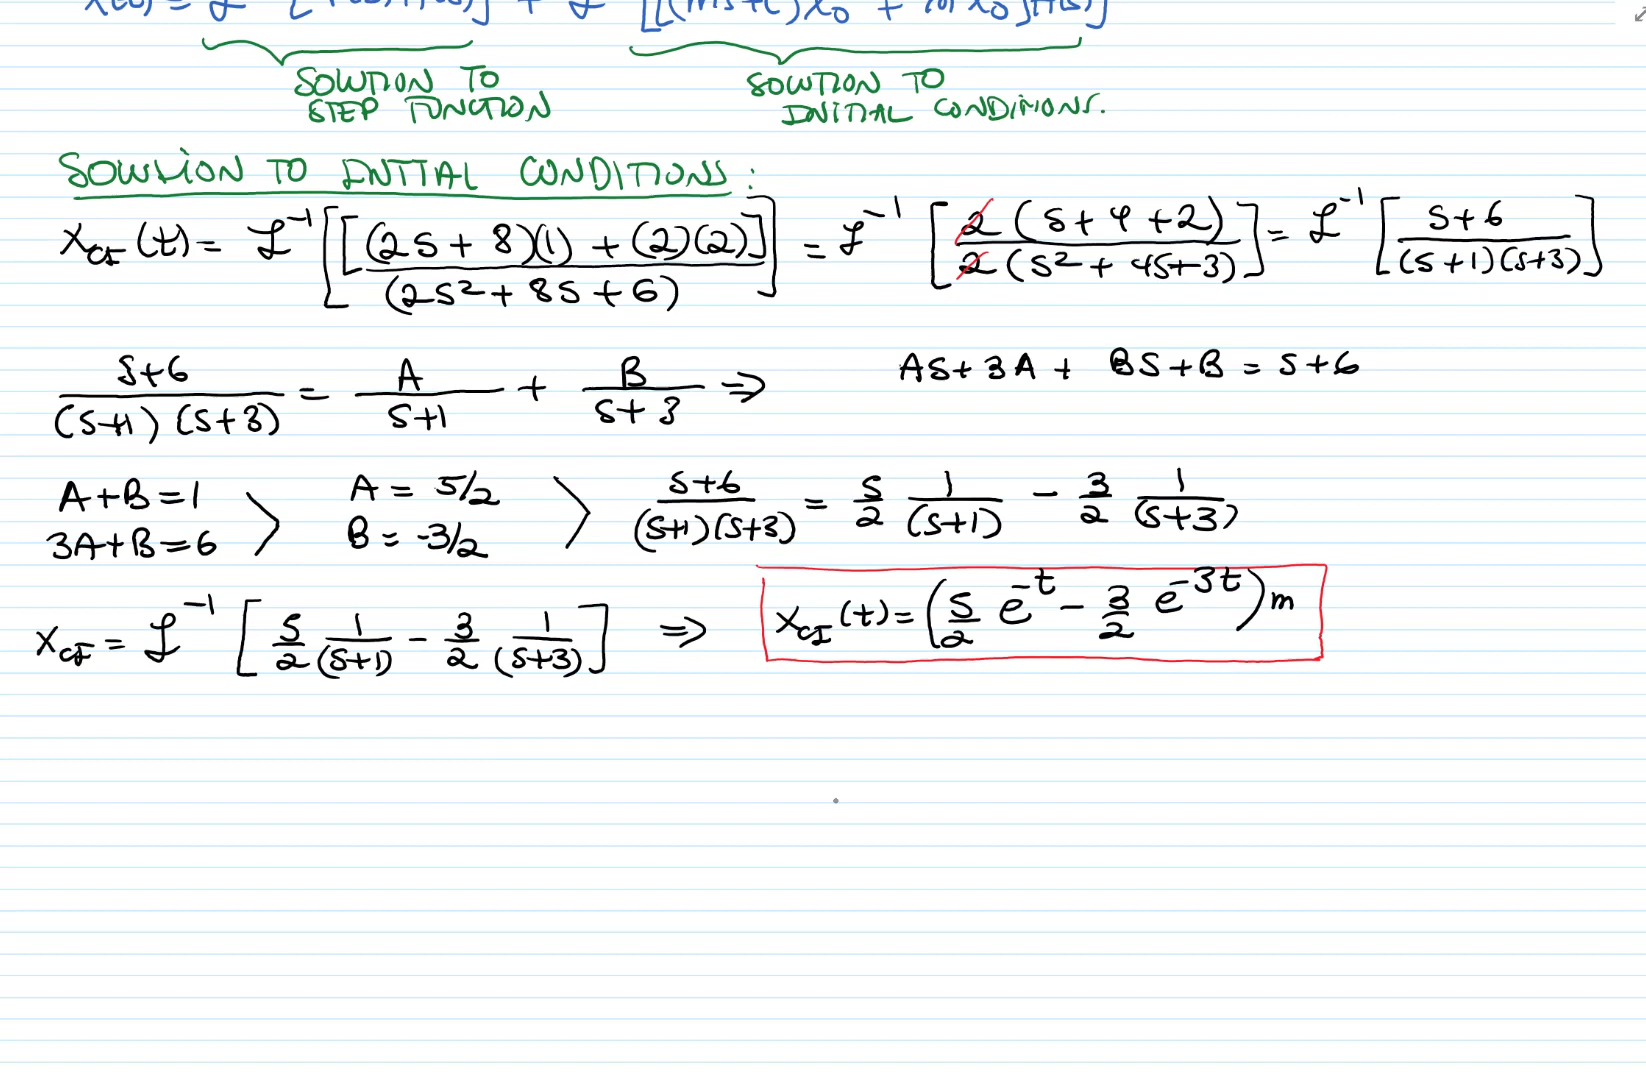 SOLUTION TO STEP FUNCTION
SOLUTION TO INITIAL CONDITIONS.
SOLUTION TO INITIAL CONDITIONS:
X_CI(t) = ℒ⁻¹[[(2s+8)(1) + (2)(2)]/(2s²+8s+6)] = ℒ⁻¹[2(s+4+2)/2(s²+4s+3)] = ℒ⁻¹[s+6/(s+1)(s+3)]
s+6/(s+1)(s+3) = A/s+1 + B/s+3 ⇒ As+3A + Bs+B = s+6
A+B=1 A = 5/2 s+6/(s+1)(s+3) = 5/2 1/(s+1) - 3/2 1/(s+3)
3A+B=6 B = -3/2
X_CI = ℒ⁻¹[5/2 1/(s+1) - 3/2 1/(s+3)] ⇒ X_CI(t) = (5/2 e^-t - 3/2 e^-3t)m